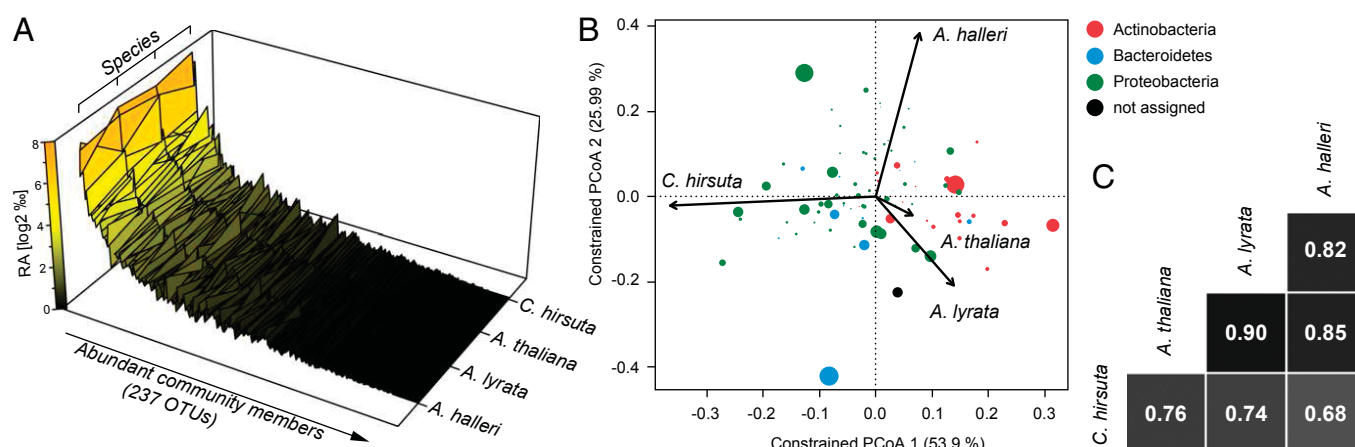 A
Species
8
6
4
2
0
RA [log2 ‰]
Abundant community members
(237 OTUs)
C. hirsuta
A. thaliana
A. lyrata
A. halleri
B
Constrained PCoA 2 (25.99 %)
0.4
0.2
0.0
-0.2
-0.4
A. halleri
C. hirsuta
A. thaliana
A. lyrata
-0.3
-0.2
-0.1
0.0
0.1
0.2
0.3
Constrained PCoA 1 (53.9 %)
Actinobacteria
Bacteroidetes
Proteobacteria
not assigned
C
A. halleri
A. lyrata
0.82
A. thaliana
0.90 0.85
C. hirsuta
0.76 0.74 0.68